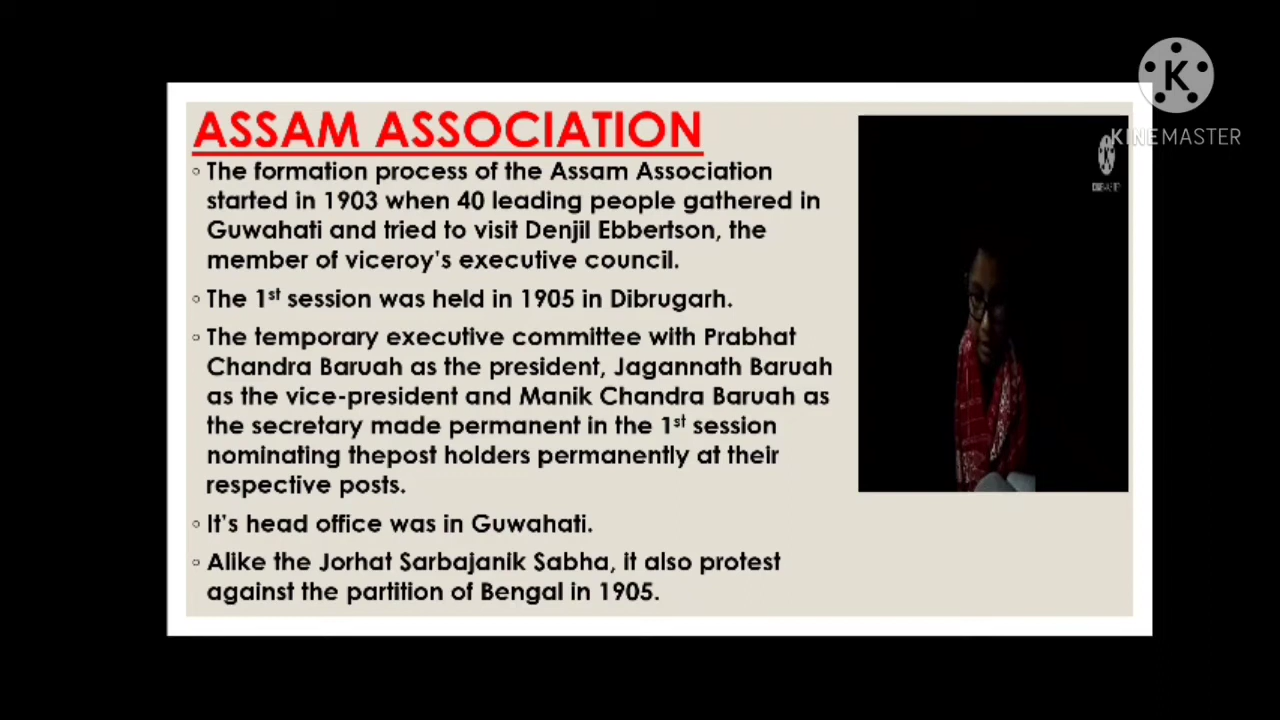 ASSAM ASSOCIATION
The formation process of the Assam Association
started in 1903 when 40 leading people gathered in
Guwahati and tried to visit Denjil Ebbertson, the
member of viceroy's executive council.
The 1st session was held in 1905 in Dibrugarh.
The temporary executive committee with Prabhat
Chandra Baruah as the president, Jagannath Baruah
as the vice-president and Manik Chandra Baruah as
the secretary made permanent in the 1st session
nominating thepost holders permanently at their
respective posts.
It's head office was in Guwahati.
Alike the Jorhat Sarbajanik Sabha, it also protest
against the partition of Bengal in 1905.
K
KINEMASTER